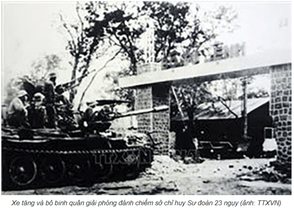 Xe tăng và bộ binh quân giải phóng đánh chiếm sở chỉ huy Sư đoàn 23 ngụy (ảnh: TTXVN)